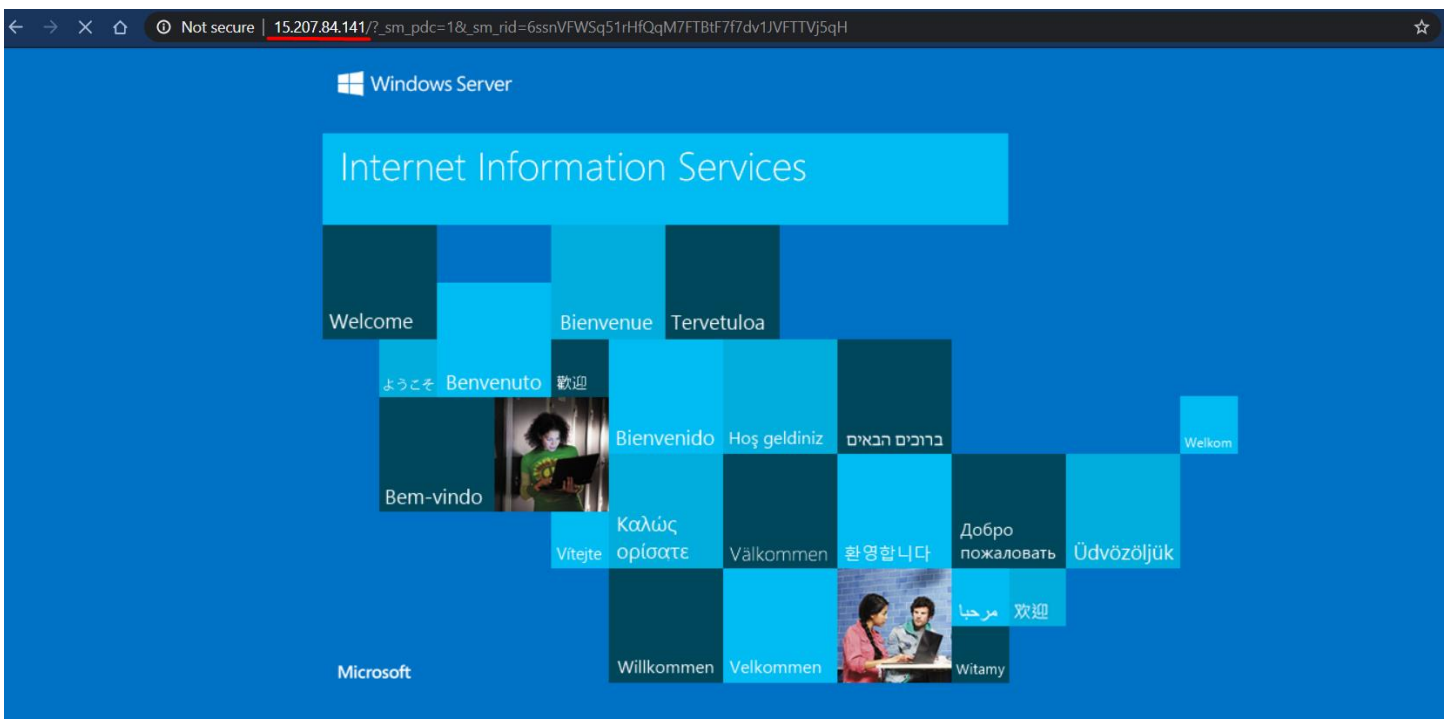 Not secure
15.207.84.141/?_sm_pdc=1&_sm_rid=6ssnVFWSq51rHfQqM7FTBtF7f7dv1JVFTTVj5qH
Windows Server
Internet Information Services
Welcome
Bienvenue
Tervetuloa
ようこそ
Benvenuto
歡迎
Bienvenido
Hoş geldiniz
ברוכים הבאים
Welkom
Bem-vindo
Vítejte
Καλώς
ορίσατε
Välkommen
환영합니다
Добро
пожаловать
Üdvözöljük
مرحبا
欢迎
Microsoft
Willkommen
Velkommen
Witamy